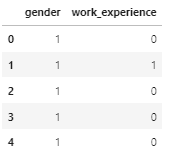 gender work_experience
0 1 0
1 1 1
2 1 0
3 1 0
4 1 0